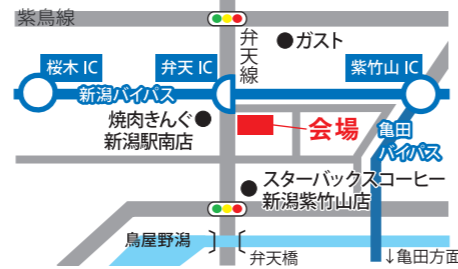 紫鳥線
弁天線
ガスト
桜木 IC
弁天 IC
紫竹山 IC
新潟バイパス
焼肉きんぐ
新潟駅南店
会場
亀田
バイパス
スターバックスコーヒー
新潟紫竹山店
鳥屋野潟
弁天橋
↓亀田方面